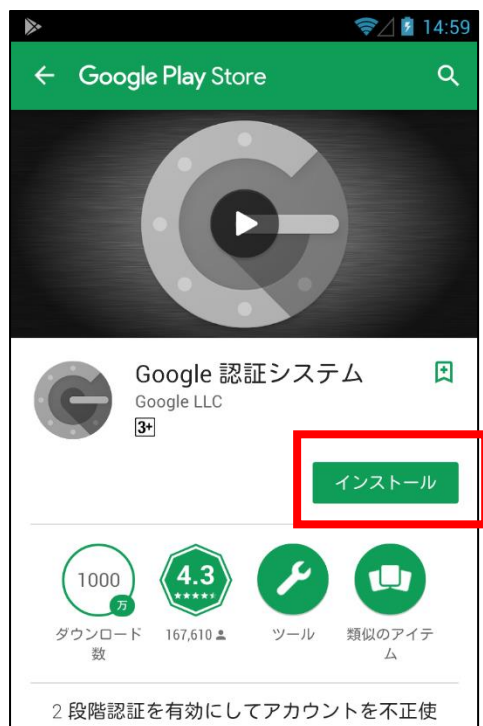 14:59
Google Play Store
Google 認証システム
Google LLC
3+
インストール
1000
万
4.3
ダウンロード
数
167,610
ツール
類似のアイテ
ム
2 段階認証を有効にしてアカウントを不正使